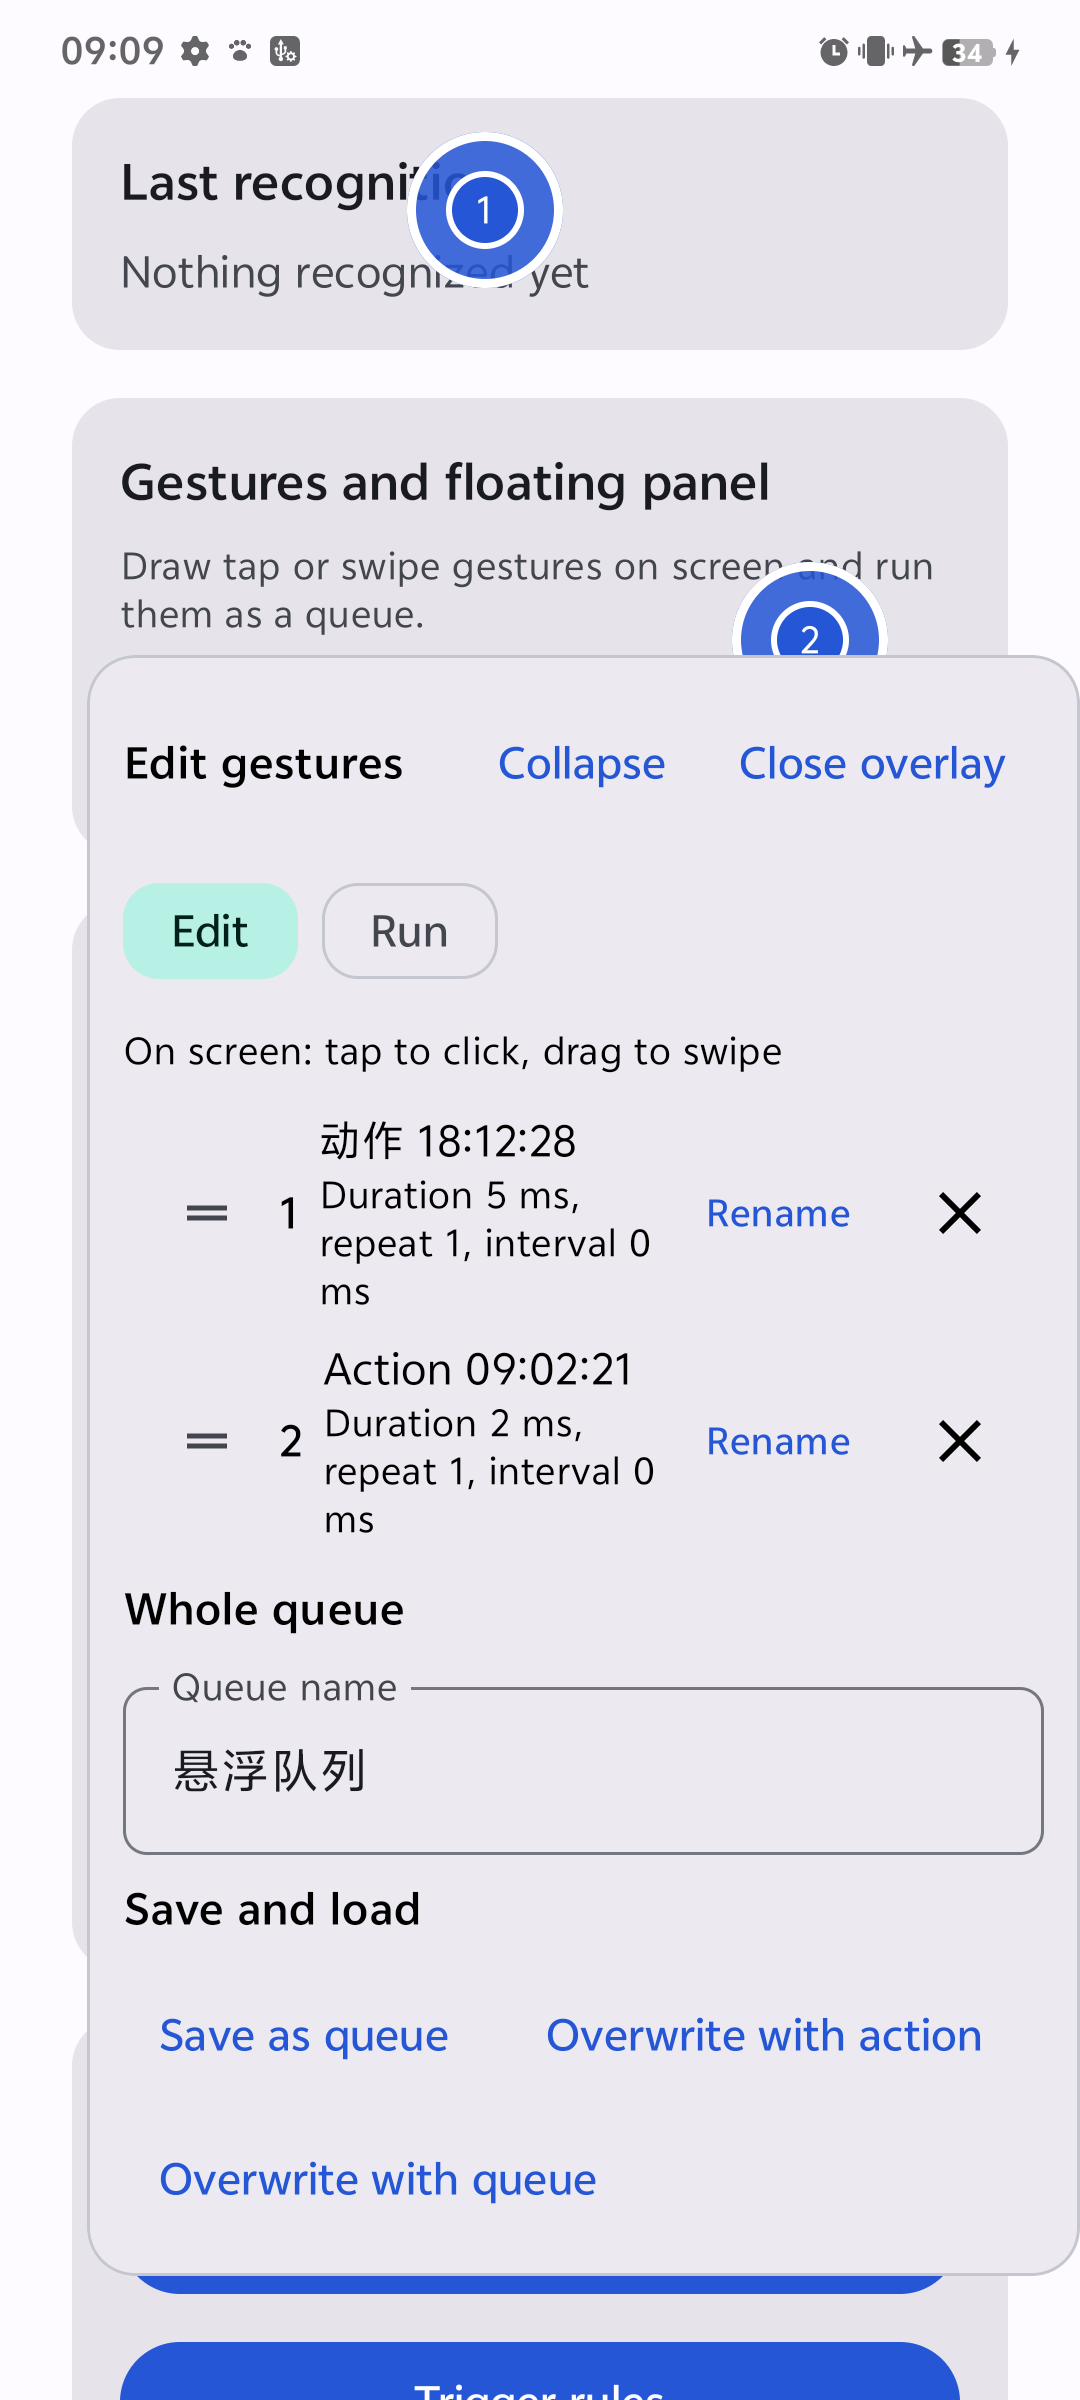 09:09
34
Last recognitio
1
Nothing recognized yet
Gestures and floating panel
Draw tap or swipe gestures on screen and run
them as a queue.
2
Edit gestures
Collapse
Close overlay
Edit
Run
On screen: tap to click, drag to swipe
动作 18:12:28
1
Duration 5 ms,
repeat 1, interval 0
ms
Rename
Action 09:02:21
2
Duration 2 ms,
repeat 1, interval 0
ms
Rename
Whole queue
Queue name
悬浮队列
Save and load
Save as queue
Overwrite with action
Overwrite with queue
Trigger rules